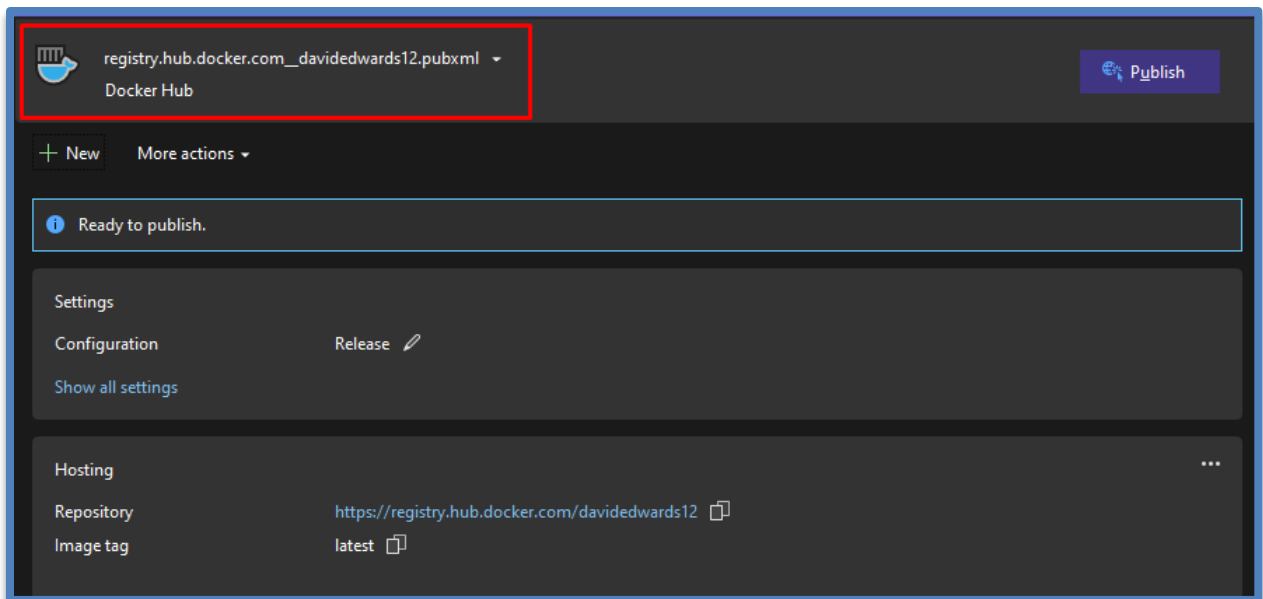 registry.hub.docker.com__davidedwards12.pubxml
Docker Hub
Publish
New
More actions
Ready to publish.
Settings
Configuration Release
Show all settings
Hosting
Repository https://registry.hub.docker.com/davidedwards12
Image tag latest